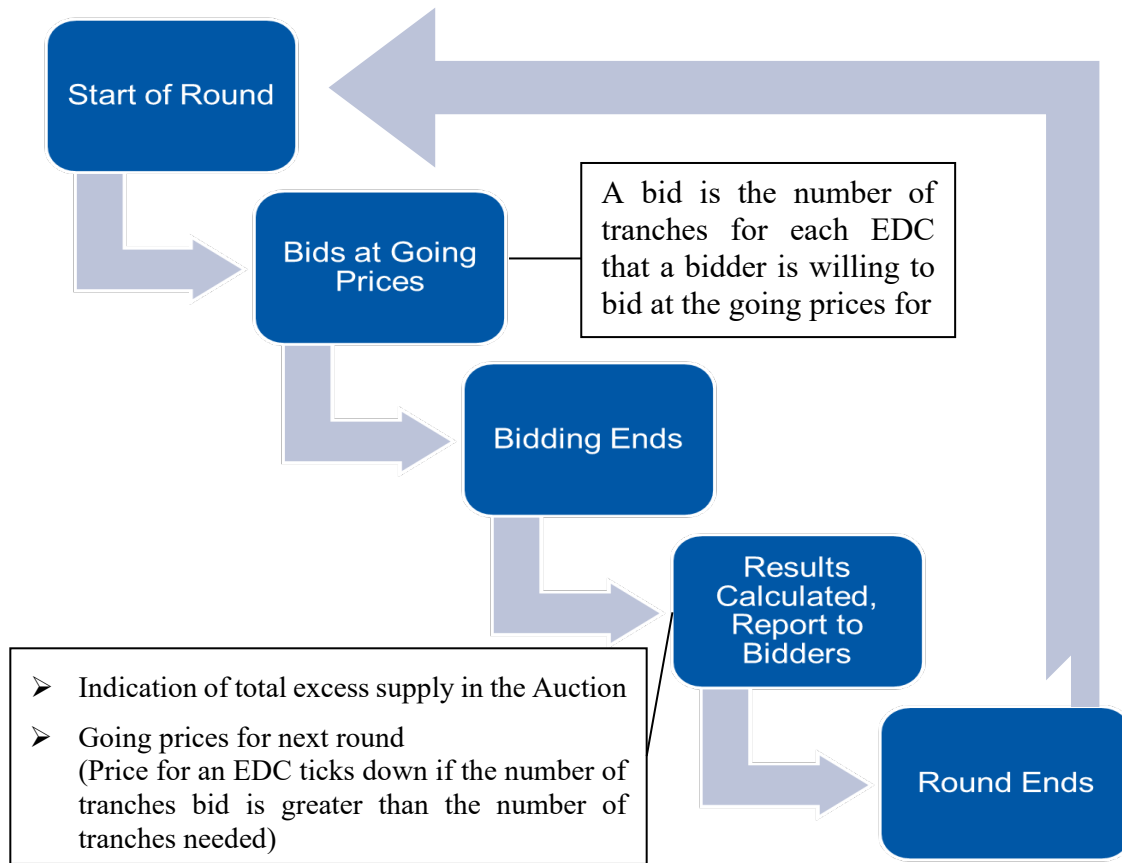 Start of Round
Bids at Going
Prices
A bid is the number of
tranches for each EDC
that a bidder is willing to
bid at the going prices for
Bidding Ends
Results
Calculated,
Report to
Bidders
➢ Indication of total excess supply in the Auction
➢ Going prices for next round
(Price for an EDC ticks down if the number of
tranches bid is greater than the number of
tranches needed)
Round Ends